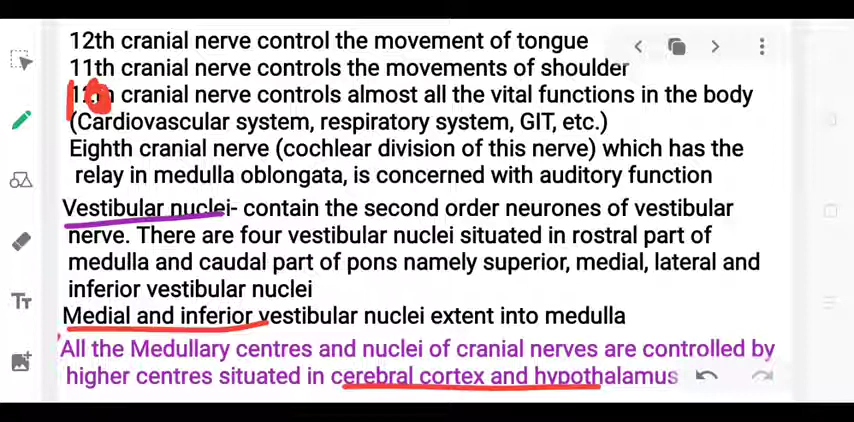 12th cranial nerve control the movement of tongue
11th cranial nerve controls the movements of shoulder
10th cranial nerve controls almost all the vital functions in the body
(Cardiovascular system, respiratory system, GIT, etc.)
Eighth cranial nerve (cochlear division of this nerve) which has the
relay in medulla oblongata, is concerned with auditory function
Vestibular nuclei- contain the second order neurones of vestibular
nerve. There are four vestibular nuclei situated in rostral part of
medulla and caudal part of pons namely superior, medial, lateral and
inferior vestibular nuclei
Medial and inferior vestibular nuclei extent into medulla
All the Medullary centres and nuclei of cranial nerves are controlled by
higher centres situated in cerebral cortex and hypothalamus